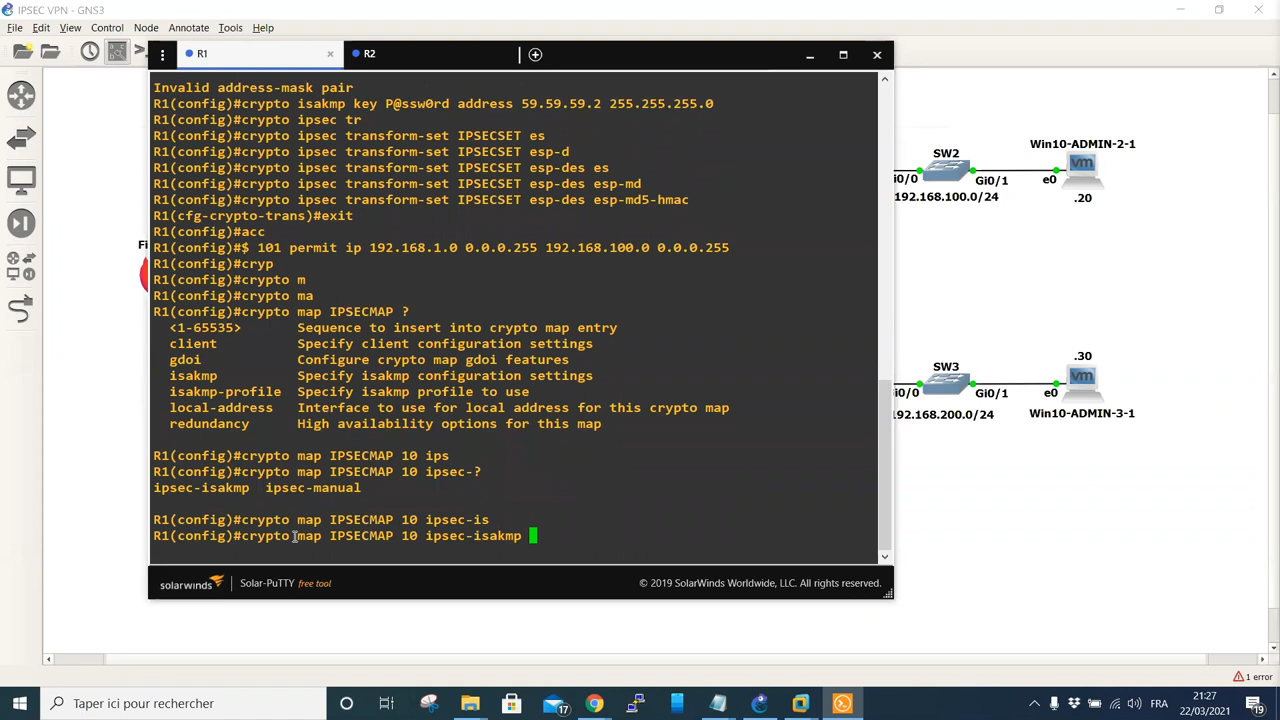 IPSEC VPN - GNS3
File Edit View Control Node Annotate Tools Help
R1
R2
Invalid address-mask pair
R1(config)#crypto isakmp key P@ssw0rd address 59.59.59.2 255.255.255.0
R1(config)#crypto ipsec tr
R1(config)#crypto ipsec transform-set IPSECSET es
R1(config)#crypto ipsec transform-set IPSECSET esp-d
R1(config)#crypto ipsec transform-set IPSECSET esp-des es
R1(config)#crypto ipsec transform-set IPSECSET esp-des esp-md
R1(config)#crypto ipsec transform-set IPSECSET esp-des esp-md5-hmac
R1(cfg-crypto-trans)#exit
R1(config)#acc
R1(config)#$ 101 permit ip 192.168.1.0 0.0.0.255 192.168.100.0 0.0.0.255
R1(config)#cryp
R1(config)#crypto m
R1(config)#crypto ma
R1(config)#crypto map IPSECMAP ?
<1-65535> Sequence to insert into crypto map entry
client Specify client configuration settings
gdoi Configure crypto map gdoi features
isakmp Specify isakmp configuration settings
isakmp-profile Specify isakmp profile to use
local-address Interface to use for local address for this crypto map
redundancy High availability options for this map
R1(config)#crypto map IPSECMAP 10 ips
R1(config)#crypto map IPSECMAP 10 ipsec-?
ipsec-isakmp ipsec-manual
R1(config)#crypto map IPSECMAP 10 ipsec-is
R1(config)#crypto map IPSECMAP 10 ipsec-isakmp
solarwinds Solar-PuTTY free tool © 2019 SolarWinds Worldwide, LLC. All rights reserved.
Fi
SW2
Win10-ADMIN-2-1
vm
i0/0
Gi0/1
e0
192.168.100.0/24
.20
SW3
.30
vm
Gi0/1
e0
192.168.200.0/24
Win10-ADMIN-3-1
1 error
Taper ici pour rechercher
17
FRA
21:27
22/03/2021
19